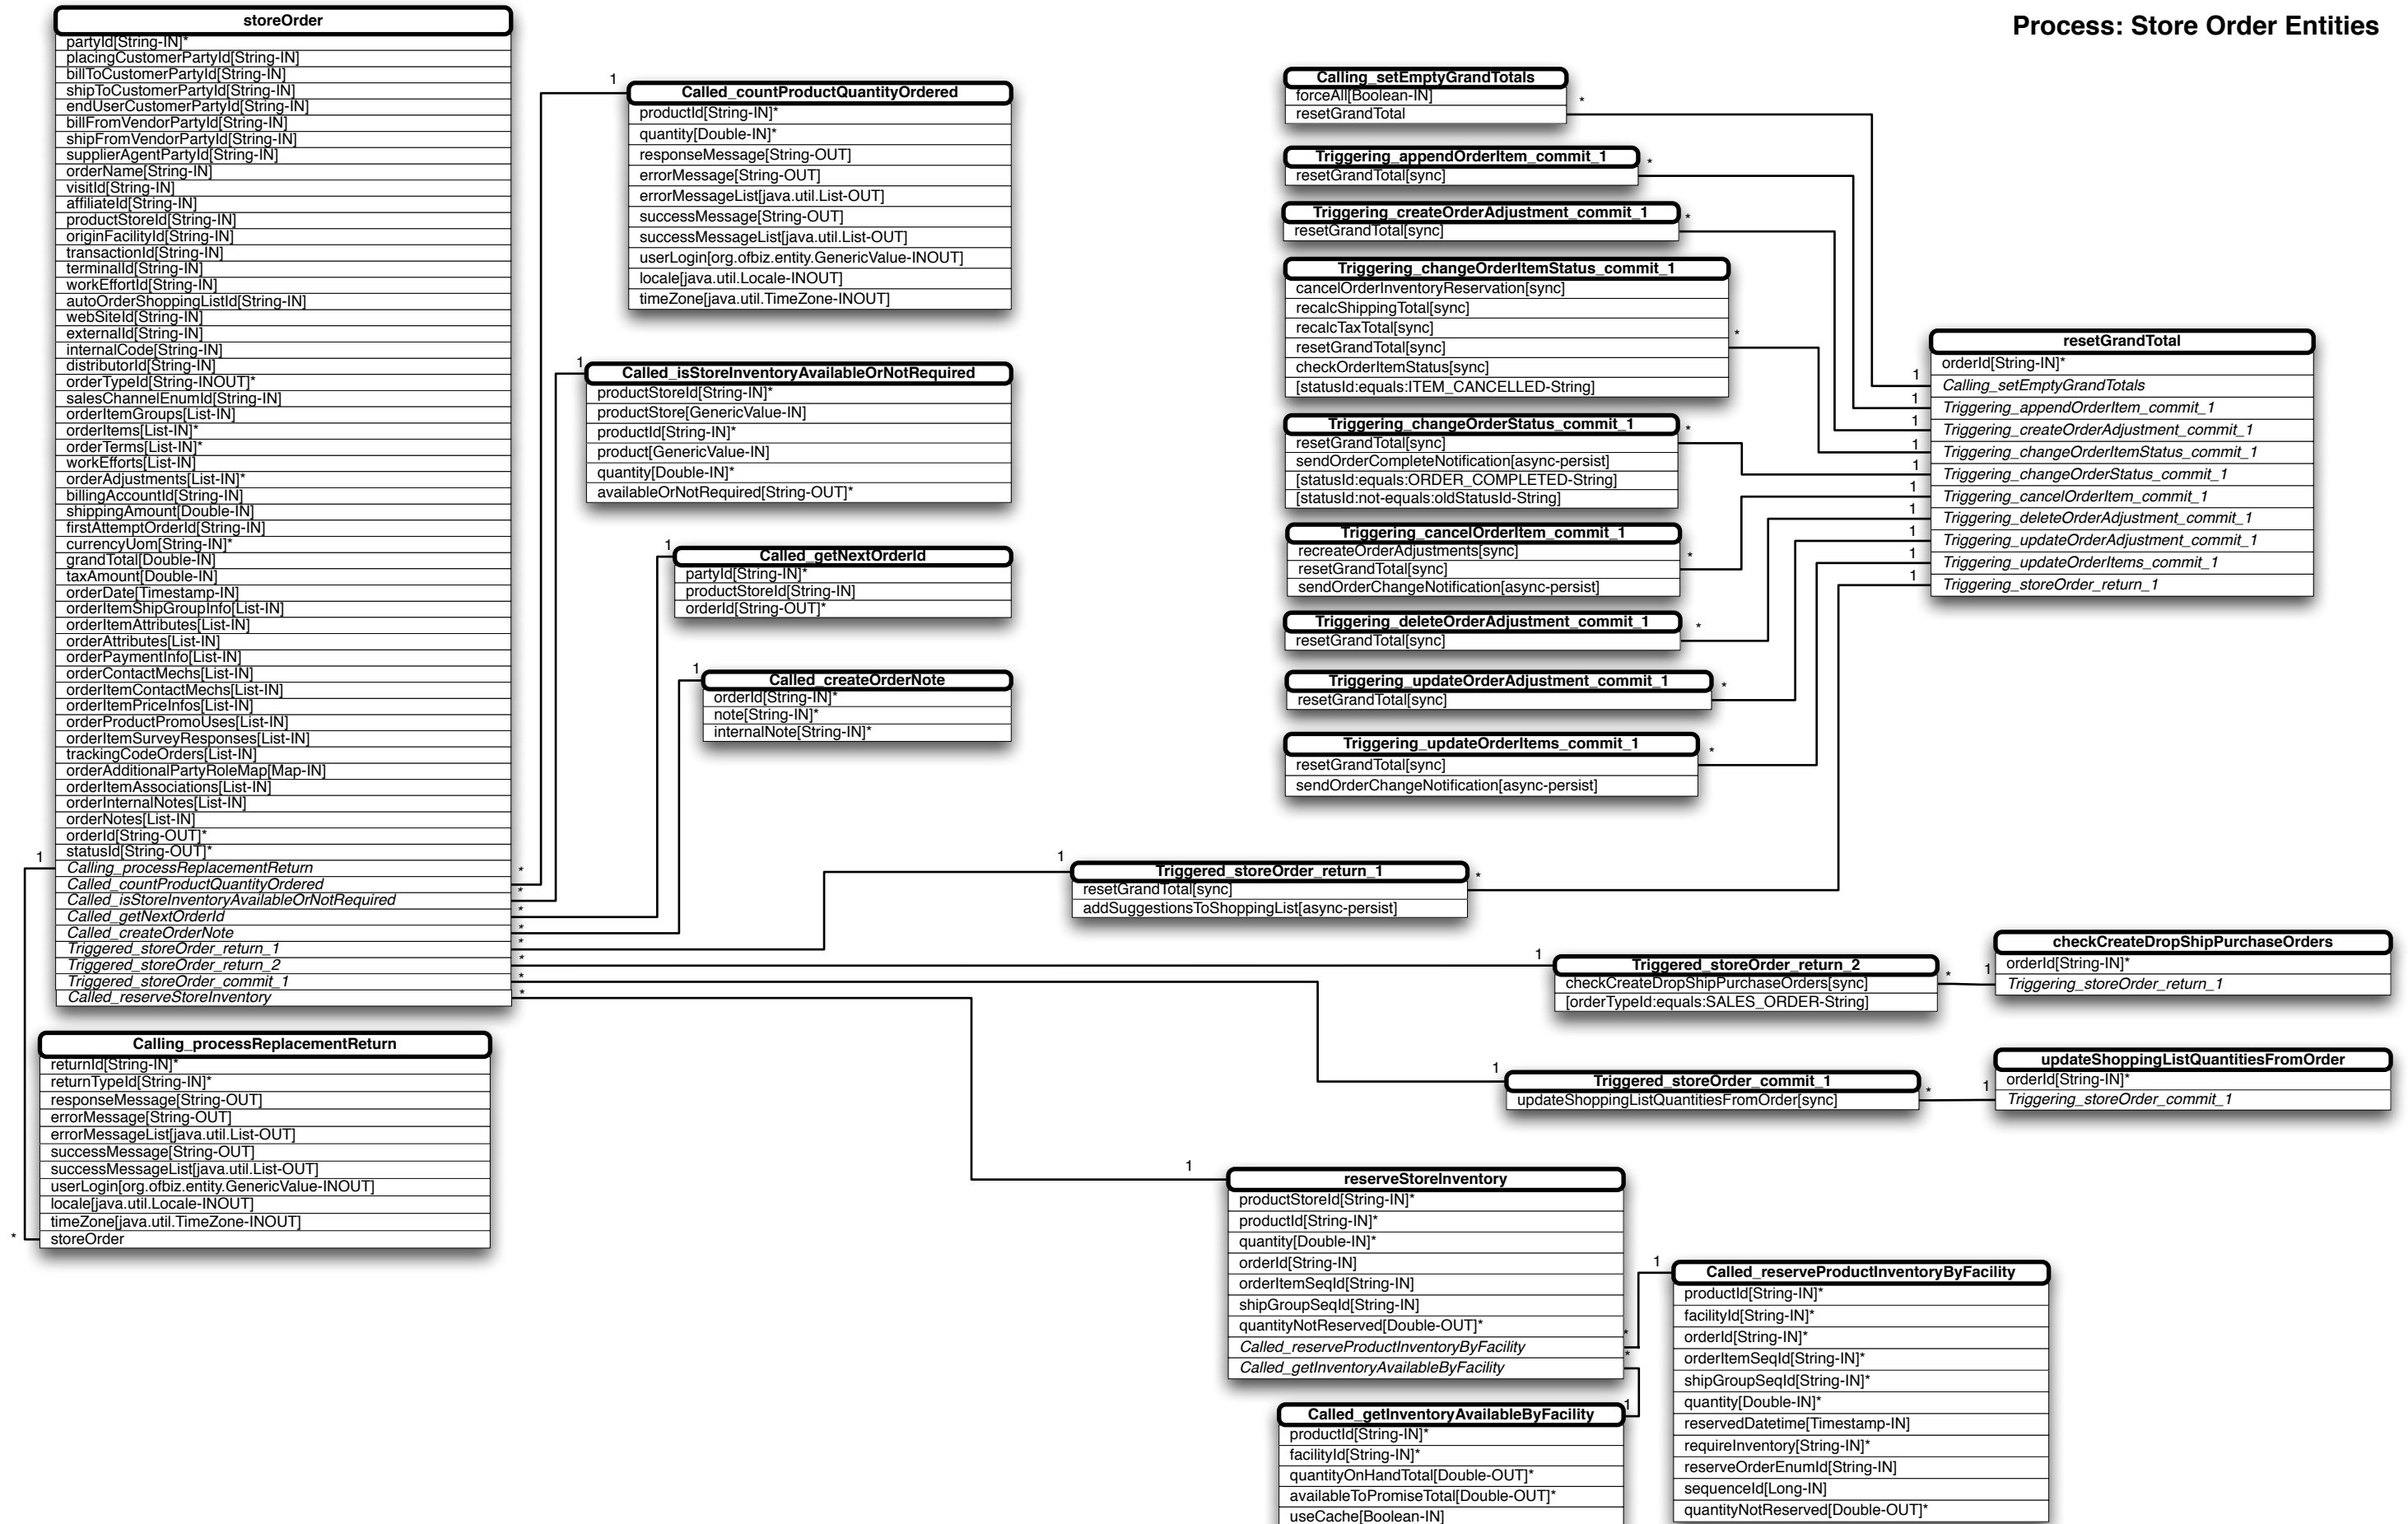 Process: Store Order Entities
storeOrder
partyId[String-IN]*
placingCustomerPartyId[String-IN]
billToCustomerPartyId[String-IN]
shipToCustomerPartyId[String-IN]
endUserCustomerPartyId[String-IN]
billFromVendorPartyId[String-IN]
shipFromVendorPartyId[String-IN]
supplierAgentPartyId[String-IN]
orderName[String-IN]
visitId[String-IN]
affiliateId[String-IN]
productStoreId[String-IN]
originFacilityId[String-IN]
transactionId[String-IN]
terminalId[String-IN]
workEffortId[String-IN]
autoOrderShoppingListId[String-IN]
webSiteId[String-IN]
externalId[String-IN]
internalCode[String-IN]
distributorId[String-IN]
orderTypeId[String-INOUT]*
salesChannelEnumId[String-IN]
orderItemGroups[List-IN]
orderItems[List-IN]*
orderTerms[List-IN]*
workEfforts[List-IN]
orderAdjustments[List-IN]*
billingAccountId[String-IN]
shippingAmount[Double-IN]
firstAttemptOrderId[String-IN]
currencyUom[String-IN]*
grandTotal[Double-IN]
taxAmount[Double-IN]
orderDate[Timestamp-IN]
orderItemShipGroupInfo[List-IN]
orderItemAttributes[List-IN]
orderAttributes[List-IN]
orderPaymentInfo[List-IN]
orderContactMechs[List-IN]
orderItemContactMechs[List-IN]
orderItemPriceInfos[List-IN]
orderProductPromoUses[List-IN]
orderItemSurveyResponses[List-IN]
trackingCodeOrders[List-IN]
orderAdditionalPartyRoleMap[Map-IN]
orderItemAssociations[List-IN]
orderInternalNotes[List-IN]
orderNotes[List-IN]
orderId[String-OUT]*
statusId[String-OUT]*
1
Calling_processReplacementReturn
*
Called_countProductQuantityOrdered
*
Called_isStoreInventoryAvailableOrNotRequired
*
Called_getNextOrderId
*
Called_createOrderNote
*
Triggered_storeOrder_return_1
*
Triggered_storeOrder_return_2
*
Triggered_storeOrder_commit_1
*
Called_reserveStoreInventory
Calling_processReplacementReturn
returnId[String-IN]*
returnTypeId[String-IN]*
responseMessage[String-OUT]
errorMessage[String-OUT]
errorMessageList[java.util.List-OUT]
successMessage[String-OUT]
successMessageList[java.util.List-OUT]
userLogin[org.ofbiz.entity.GenericValue-INOUT]
locale[java.util.Locale-INOUT]
timeZone[java.util.TimeZone-INOUT]
*
storeOrder
1
Called_countProductQuantityOrdered
productId[String-IN]*
quantity[Double-IN]*
responseMessage[String-OUT]
errorMessage[String-OUT]
errorMessageList[java.util.List-OUT]
successMessage[String-OUT]
successMessageList[java.util.List-OUT]
userLogin[org.ofbiz.entity.GenericValue-INOUT]
locale[java.util.Locale-INOUT]
timeZone[java.util.TimeZone-INOUT]
1
Called_isStoreInventoryAvailableOrNotRequired
productStoreId[String-IN]*
productStore[GenericValue-IN]
productId[String-IN]*
product[GenericValue-IN]
quantity[Double-IN]*
availableOrNotRequired[String-OUT]*
1
Called_getNextOrderId
partyId[String-IN]*
productStoreId[String-IN]
orderId[String-OUT]*
1
Called_createOrderNote
orderId[String-IN]*
note[String-IN]*
internalNote[String-IN]*
Calling_setEmptyGrandTotals
forceAll[Boolean-IN]
*
resetGrandTotal
Triggering_appendOrderItem_commit_1
*
resetGrandTotal[sync]
Triggering_createOrderAdjustment_commit_1
*
resetGrandTotal[sync]
Triggering_changeOrderItemStatus_commit_1
cancelOrderInventoryReservation[sync]
recalcShippingTotal[sync]
recalcTaxTotal[sync]
*
resetGrandTotal[sync]
checkOrderItemStatus[sync]
[statusId:equals:ITEM_CANCELLED-String]
Triggering_changeOrderStatus_commit_1
*
resetGrandTotal[sync]
sendOrderCompleteNotification[async-persist]
[statusId:equals:ORDER_COMPLETED-String]
[statusId:not-equals:oldStatusId-String]
Triggering_cancelOrderItem_commit_1
recreateOrderAdjustments[sync]
*
resetGrandTotal[sync]
sendOrderChangeNotification[async-persist]
Triggering_deleteOrderAdjustment_commit_1
*
resetGrandTotal[sync]
Triggering_updateOrderAdjustment_commit_1
*
resetGrandTotal[sync]
Triggering_updateOrderItems_commit_1
*
resetGrandTotal[sync]
sendOrderChangeNotification[async-persist]
resetGrandTotal
orderId[String-IN]*
1
Calling_setEmptyGrandTotals
1
Triggering_appendOrderItem_commit_1
1
Triggering_createOrderAdjustment_commit_1
1
Triggering_changeOrderItemStatus_commit_1
1
Triggering_changeOrderStatus_commit_1
1
Triggering_cancelOrderItem_commit_1
1
Triggering_deleteOrderAdjustment_commit_1
1
Triggering_updateOrderAdjustment_commit_1
1
Triggering_updateOrderItems_commit_1
1
Triggering_storeOrder_return_1
1
Triggered_storeOrder_return_1
*
resetGrandTotal[sync]
addSuggestionsToShoppingList[async-persist]
1
Triggered_storeOrder_return_2
*
checkCreateDropShipPurchaseOrders[sync]
[orderTypeId:equals:SALES_ORDER-String]
checkCreateDropShipPurchaseOrders
orderId[String-IN]*
1
Triggering_storeOrder_return_1
1
Triggered_storeOrder_commit_1
*
updateShoppingListQuantitiesFromOrder[sync]
updateShoppingListQuantitiesFromOrder
orderId[String-IN]*
1
Triggering_storeOrder_commit_1
1
reserveStoreInventory
productStoreId[String-IN]*
productId[String-IN]*
quantity[Double-IN]*
orderId[String-IN]
orderItemSeqId[String-IN]
shipGroupSeqId[String-IN]
quantityNotReserved[Double-OUT]*
*
Called_reserveProductInventoryByFacility
*
Called_getInventoryAvailableByFacility
1
Called_getInventoryAvailableByFacility
productId[String-IN]*
facilityId[String-IN]*
quantityOnHandTotal[Double-OUT]*
availableToPromiseTotal[Double-OUT]*
useCache[Boolean-IN]
1
Called_reserveProductInventoryByFacility
productId[String-IN]*
facilityId[String-IN]*
orderId[String-IN]*
orderItemSeqId[String-IN]*
shipGroupSeqId[String-IN]*
quantity[Double-IN]*
reservedDatetime[Timestamp-IN]
requireInventory[String-IN]*
reserveOrderEnumId[String-IN]
sequenceId[Long-IN]
quantityNotReserved[Double-OUT]*